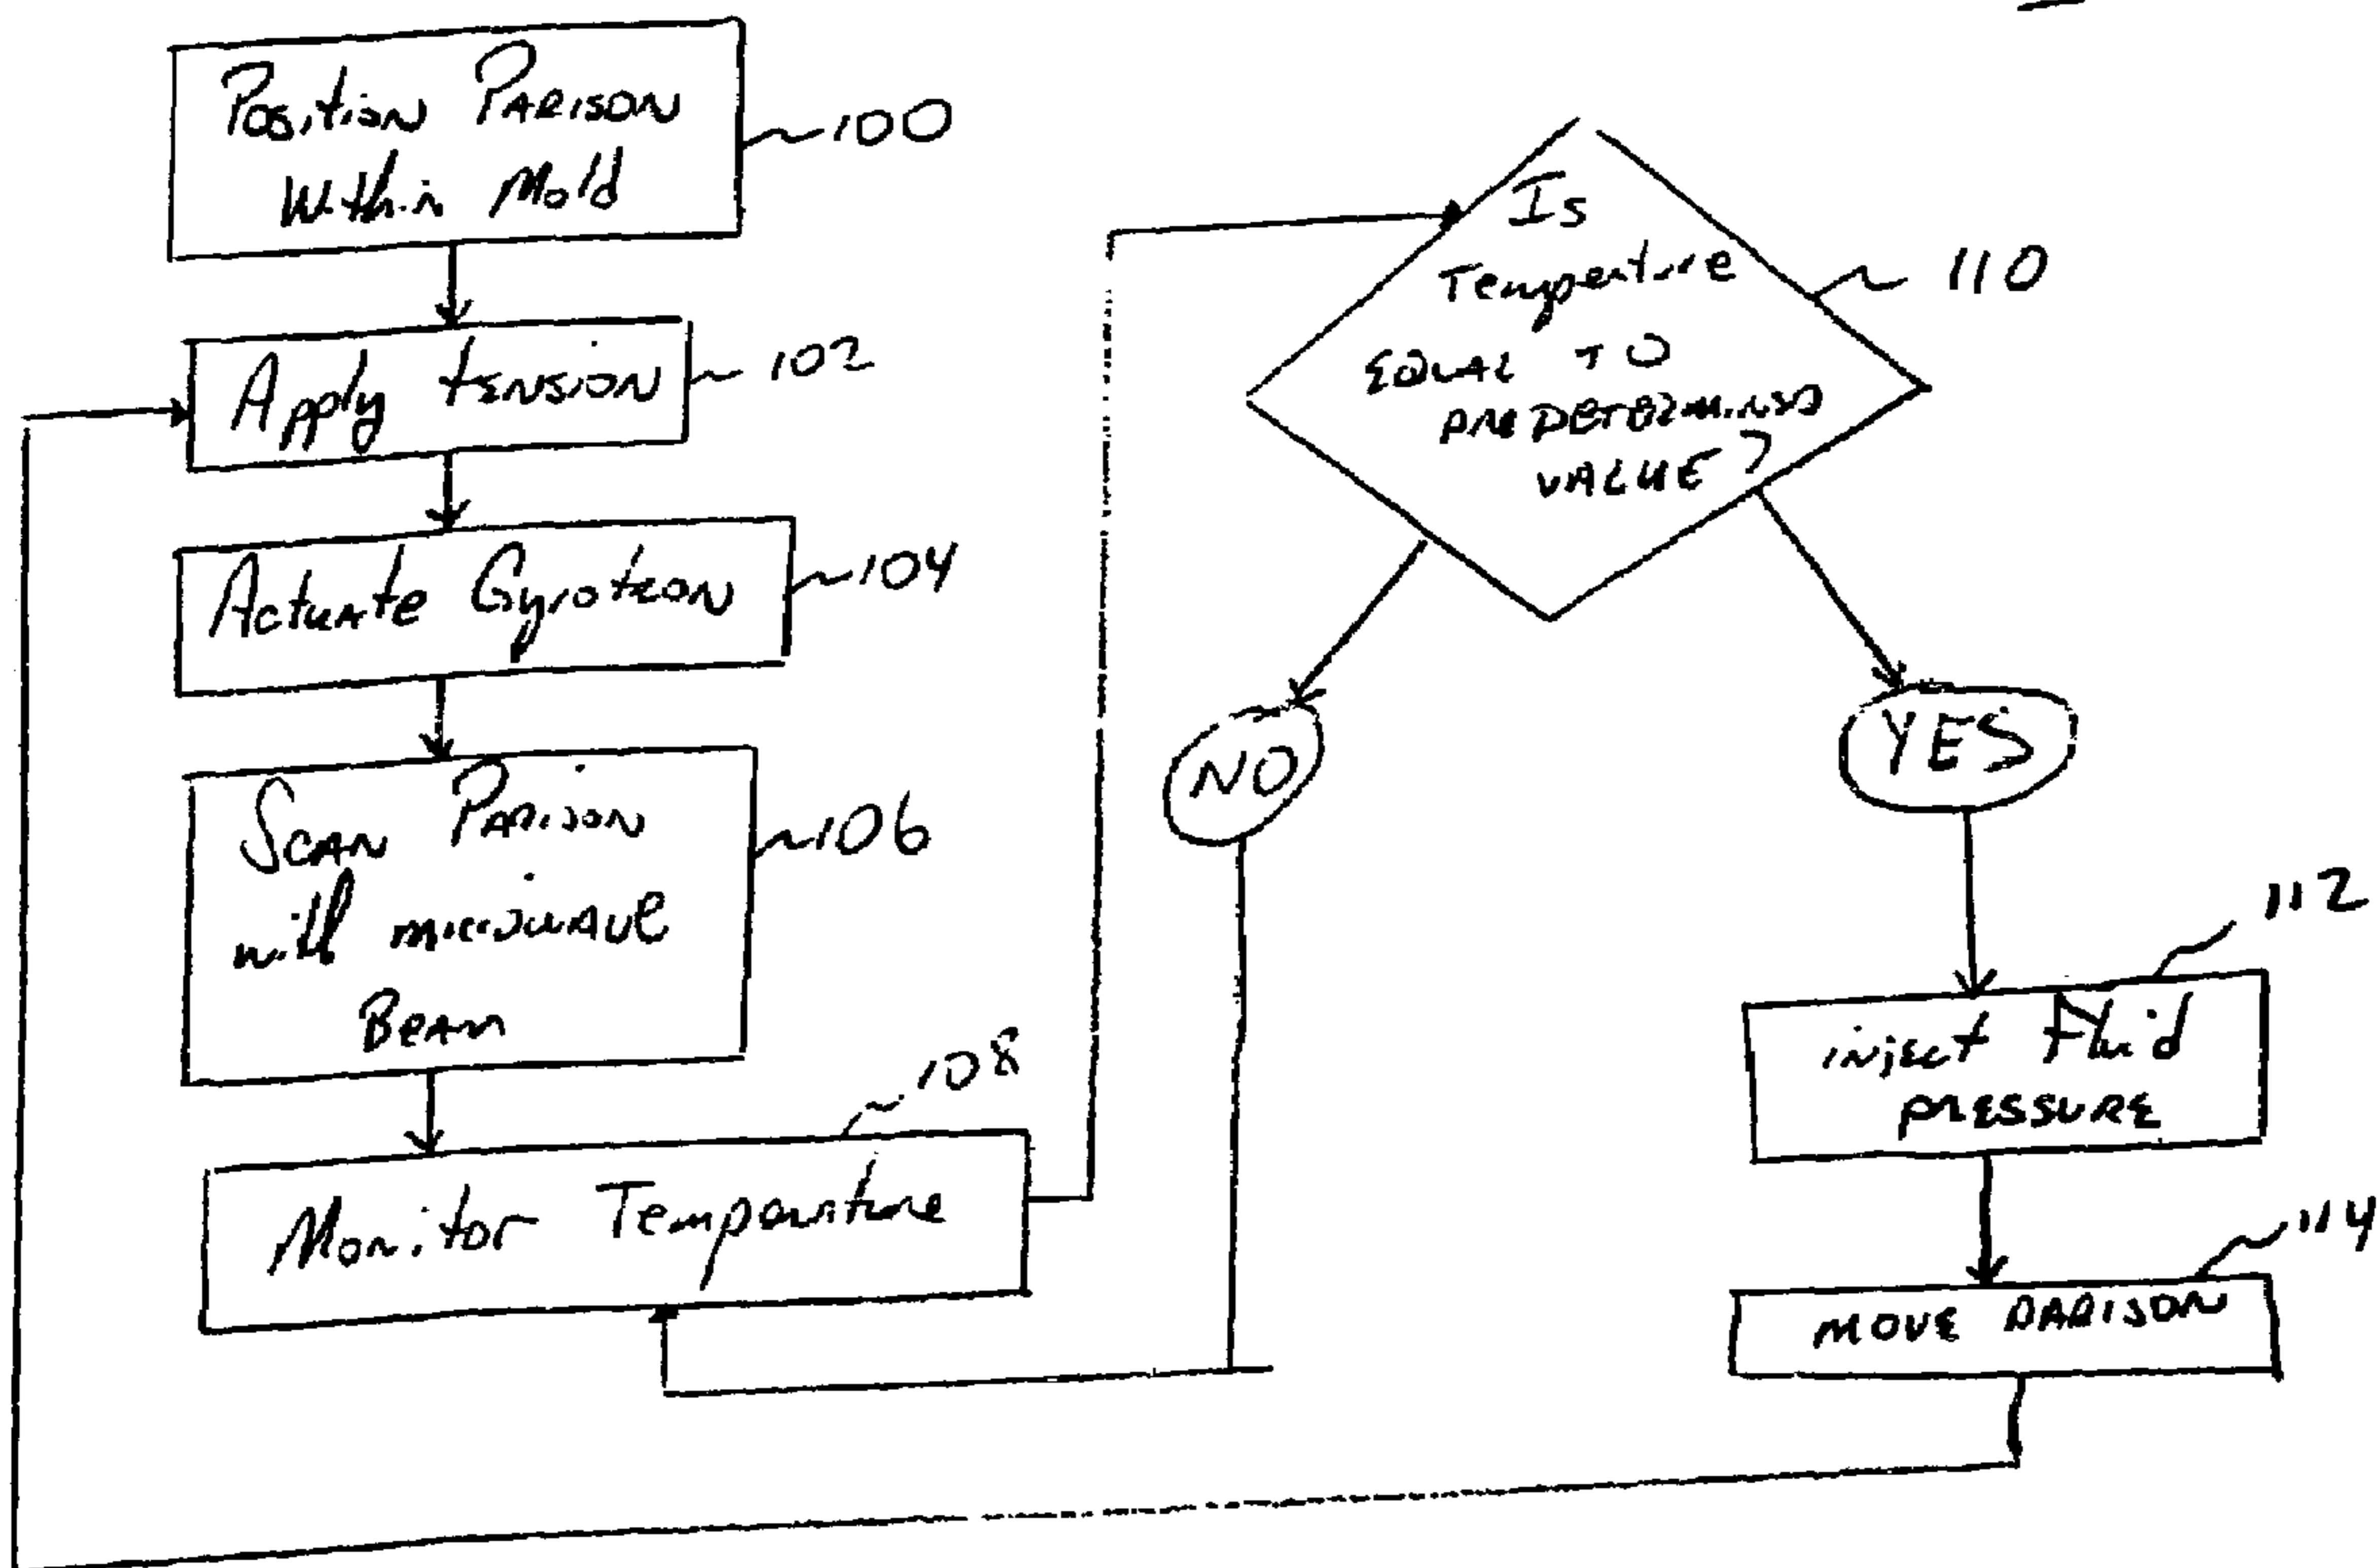 Position Parison
Within Mold
100
Apply tension
102
Actuate Gyrotron
104
Scan Parison
with microwave
Beam
106
Monitor Temperature
108
Is
Temperature
Equal to
predetermined
value?
110
NO
YES
inject fluid
pressure
112
move parison
114